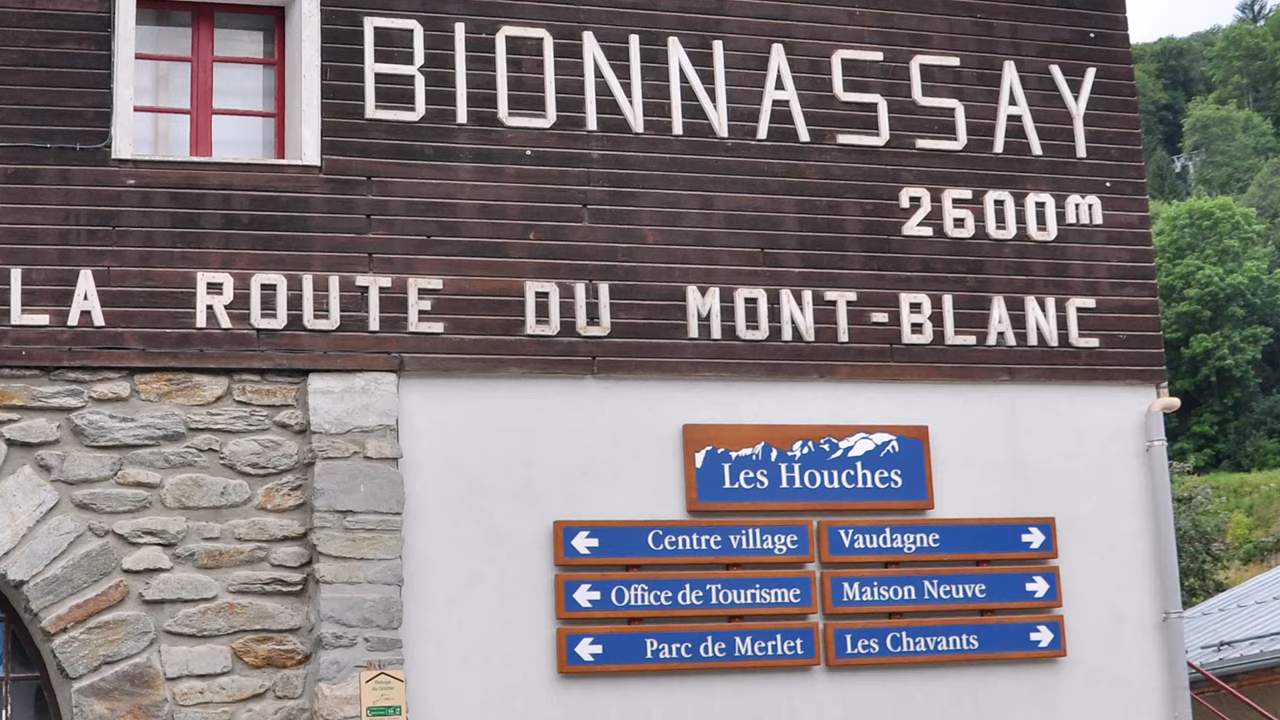 BIONNASSAY
2600m
LA ROUTE DU MONT-BLANC
Les Houches
Centre village
Vaudagne
Office de Tourisme
Maison Neuve
Parc de Merlet
Les Chavants
Refuge